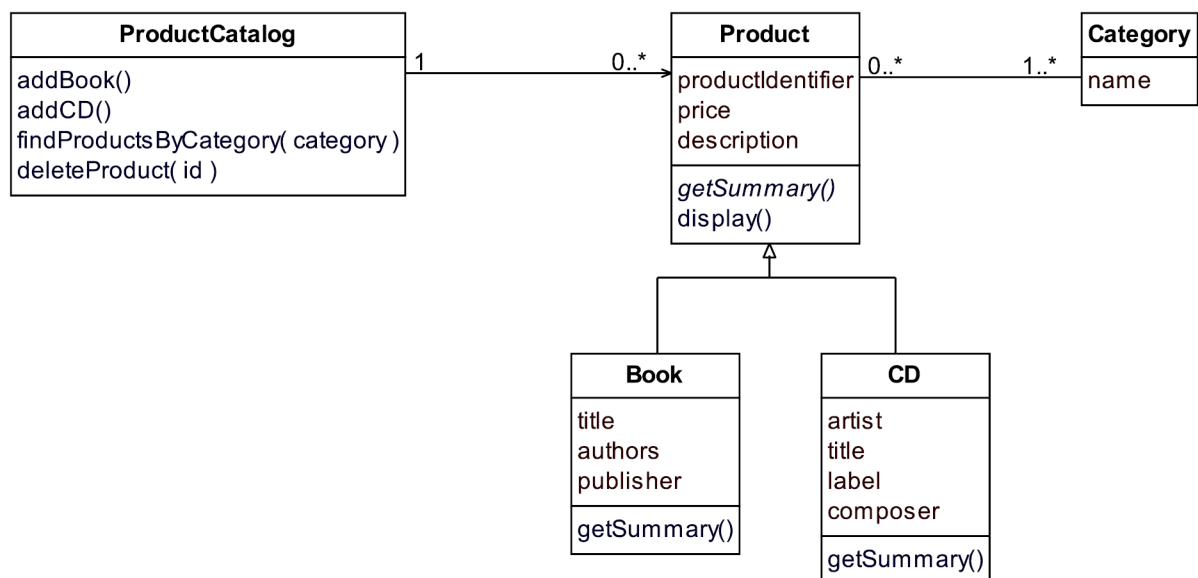 ProductCatalog
addBook()
addCD()
findProductsByCategory( category )
deleteProduct( id )
1
0..*
Product
productIdentifier
price
description
getSummary()
display()
0..*
1..*
Category
name
Book
title
authors
publisher
getSummary()
CD
artist
title
label
composer
getSummary()